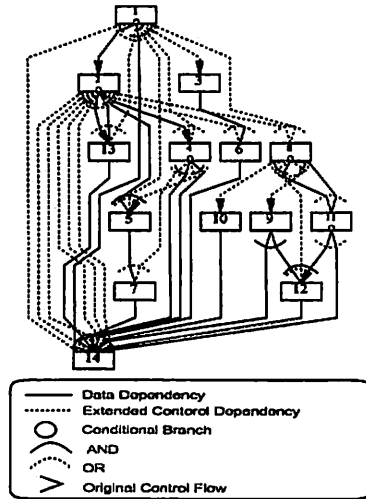 1
2
3
13
4
6
8
5
10
9
11
7
12
14
Data Dependency
Extended Contorol Dependency
Conditional Branch
AND
OR
Original Control Flow